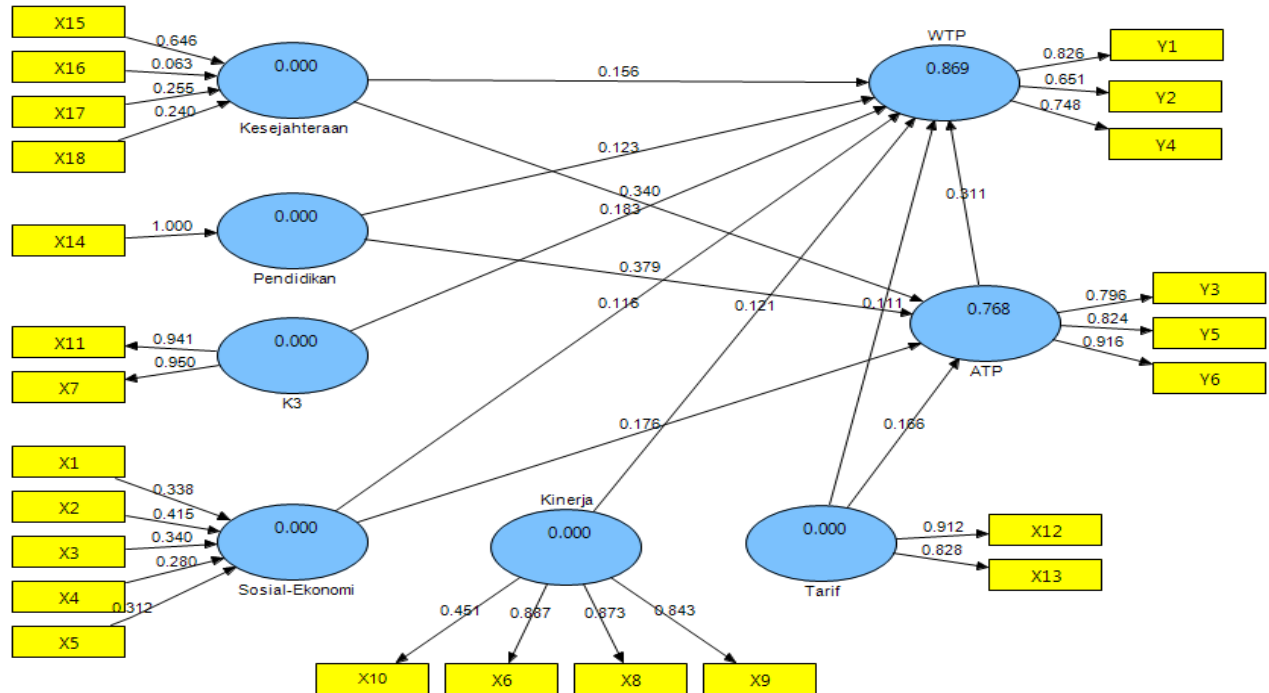 X15
0.646
X16
0.063
X17
0.255
X18
0.240
0.000
Kesejahteraan
0.156
WTP
0.869
0.826
Y1
0.651
Y2
0.748
Y4
0.123
0.340
0.183
0.311
X14
1.000
0.000
Pendidikan
0.379
0.116
0.121
0.111
0.768
ATP
0.796
Y3
0.824
Y5
0.916
Y6
X11
0.941
X7
0.950
0.000
K3
0.176
0.166
X1
0.338
X2
0.415
X3
0.340
X4
0.280
X5
0.312
0.000
Sosial-Ekonomi
Kinerja
0.000
0.451
0.887
0.873
0.843
X10
X6
X8
X9
0.000
Tarif
0.912
X12
0.828
X13